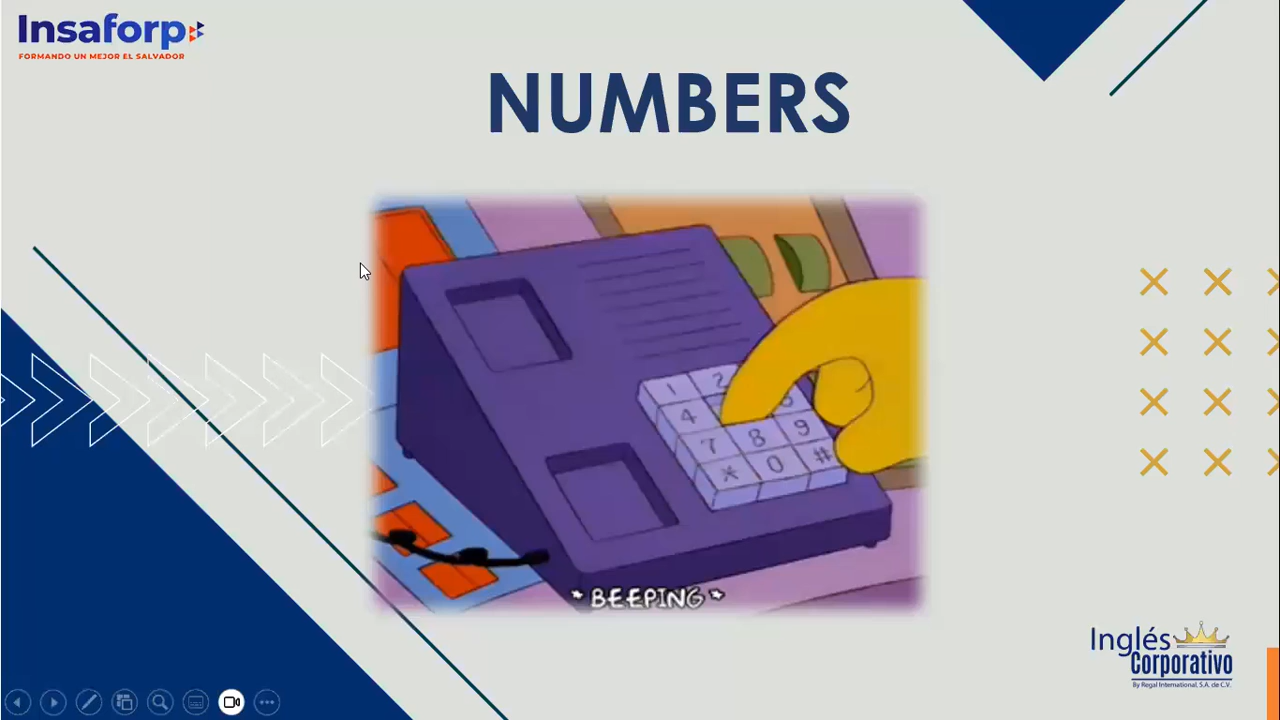 Insaforp
FORMANDO UN MEJOR EL SALVADOR
NUMBERS
1 2
4
7 8 9
* 0 #
* BEEPING *
Inglés
Corporativo
By Regal International, S.A. de C.V.